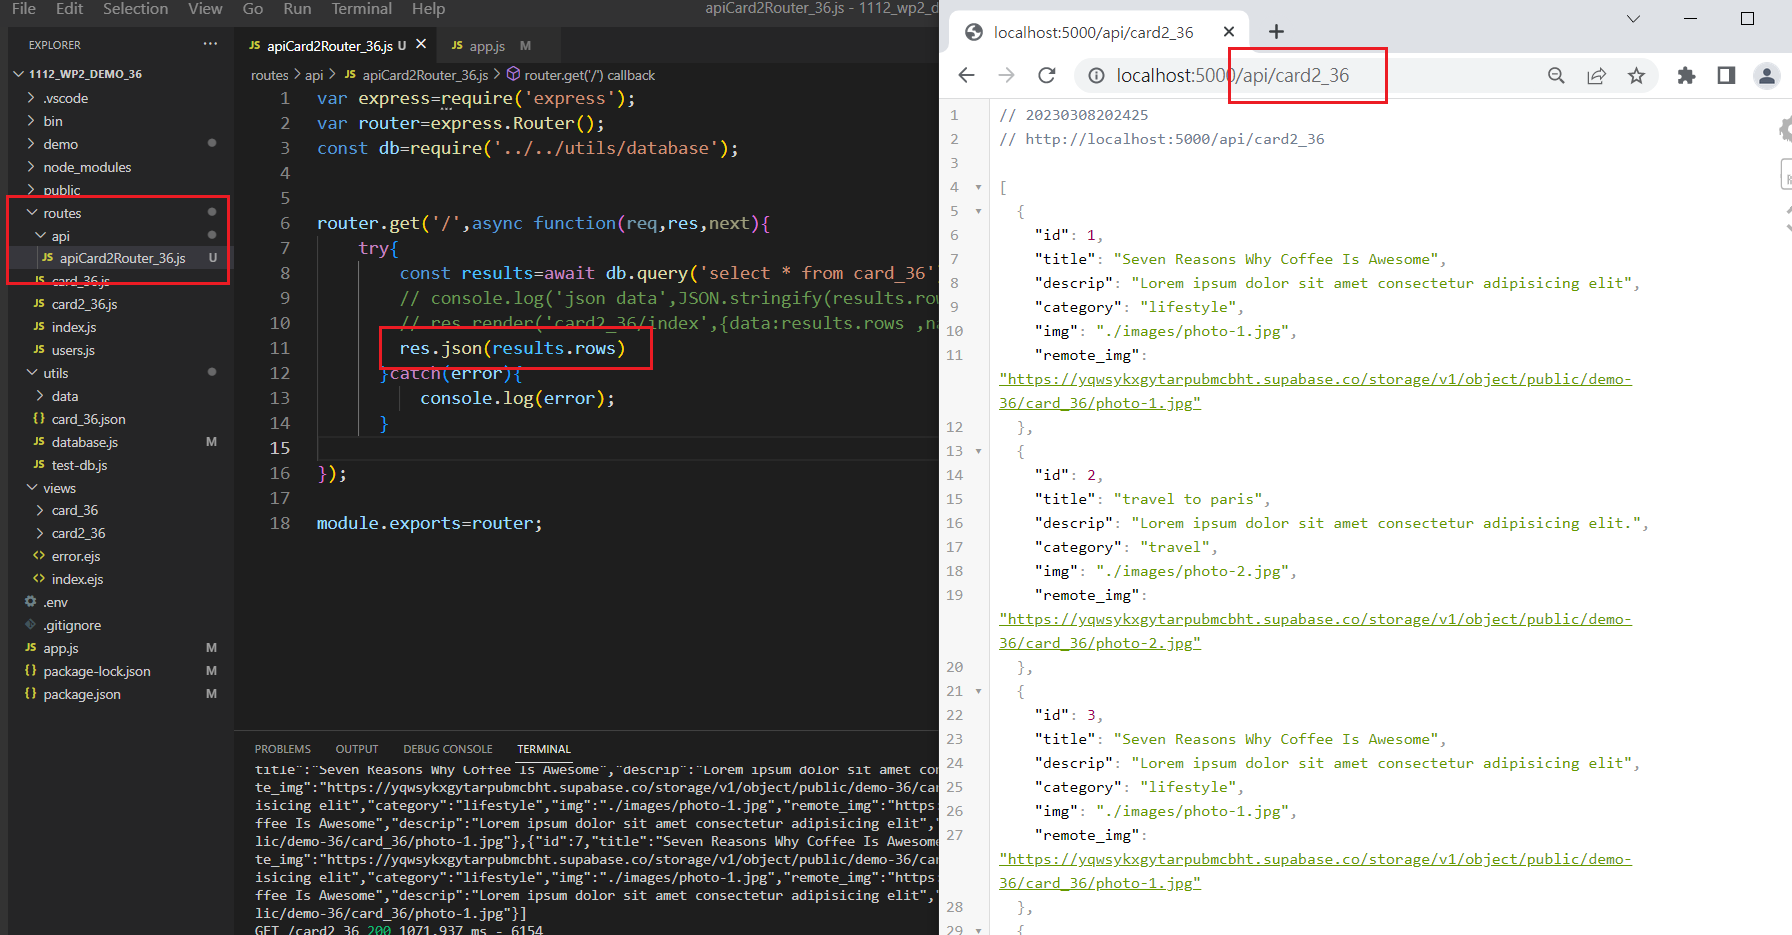 File Edit Selection View Go Run Terminal Help
apiCard2Router_36.js - 1112_wp2_d
EXPLORER
1112_WP2_DEMO_36
.vscode
bin
demo
node_modules
public
routes
api
JS apiCard2Router_36.js U
JS card_36.js
JS card2_36.js
JS index.js
JS users.js
utils
data
{} card_36.json
JS database.js M
JS test-db.js
views
card_36
card2_36
<> error.ejs
<> index.ejs
.env
.gitignore
JS app.js M
{} package-lock.json M
{} package.json M
JS apiCard2Router_36.js U
JS app.js M
routes > api > JS apiCard2Router_36.js > router.get('/') callback
1 var express=require('express');
2 var router=express.Router();
3 const db=require('../../utils/database');
4
5
6 router.get('/',async function(req,res,next){
7 try{
8 const results=await db.query('select * from card_36'
9 // console.log('json data',JSON.stringify(results.row
10 // res.render('card2_36/index',{data:results.rows ,na
11 res.json(results.rows)
12 }catch(error){
13 console.log(error);
14 }
15
16 });
17
18 module.exports=router;
PROBLEMS OUTPUT DEBUG CONSOLE TERMINAL
title":"Seven Reasons Why Coffee Is Awesome","descrip":"Lorem ipsum dolor sit amet con
te_img":"https://yqwsykxgytarpubmcbht.supabase.co/storage/v1/object/public/demo-36/car
isicing elit","category":"lifestyle","img":"./images/photo-1.jpg","remote_img":"https:
ffee Is Awesome","descrip":"Lorem ipsum dolor sit amet consectetur adipisicing elit","
lic/demo-36/card_36/photo-1.jpg"},{"id":7,"title":"Seven Reasons Why Coffee Is Awesome
te_img":"https://yqwsykxgytarpubmcbht.supabase.co/storage/v1/object/public/demo-36/car
isicing elit","category":"lifestyle","img":"./images/photo-1.jpg","remote_img":"https:
ffee Is Awesome","descrip":"Lorem ipsum dolor sit amet consectetur adipisicing elit","
lic/demo-36/card_36/photo-1.jpg"}]
GET /card2_36 200 1071.937 ms - 6154
localhost:5000/api/card2_36
localhost:5000/api/card2_36
1 // 20230308202425
2 // http://localhost:5000/api/card2_36
3
4 [
5 {
6 "id": 1,
7 "title": "Seven Reasons Why Coffee Is Awesome",
8 "descrip": "Lorem ipsum dolor sit amet consectetur adipisicing elit",
9 "category": "lifestyle",
10 "img": "./images/photo-1.jpg",
11 "remote_img":
"https://yqwsykxgytarpubmcbht.supabase.co/storage/v1/object/public/demo-
36/card_36/photo-1.jpg"
12 },
13 {
14 "id": 2,
15 "title": "travel to paris",
16 "descrip": "Lorem ipsum dolor sit amet consectetur adipisicing elit.",
17 "category": "travel",
18 "img": "./images/photo-2.jpg",
19 "remote_img":
"https://yqwsykxgytarpubmcbht.supabase.co/storage/v1/object/public/demo-
36/card_36/photo-2.jpg"
20 },
21 {
22 "id": 3,
23 "title": "Seven Reasons Why Coffee Is Awesome",
24 "descrip": "Lorem ipsum dolor sit amet consectetur adipisicing elit",
25 "category": "lifestyle",
26 "img": "./images/photo-1.jpg",
27 "remote_img":
"https://yqwsykxgytarpubmcbht.supabase.co/storage/v1/object/public/demo-
36/card_36/photo-1.jpg"
28 },
29 {